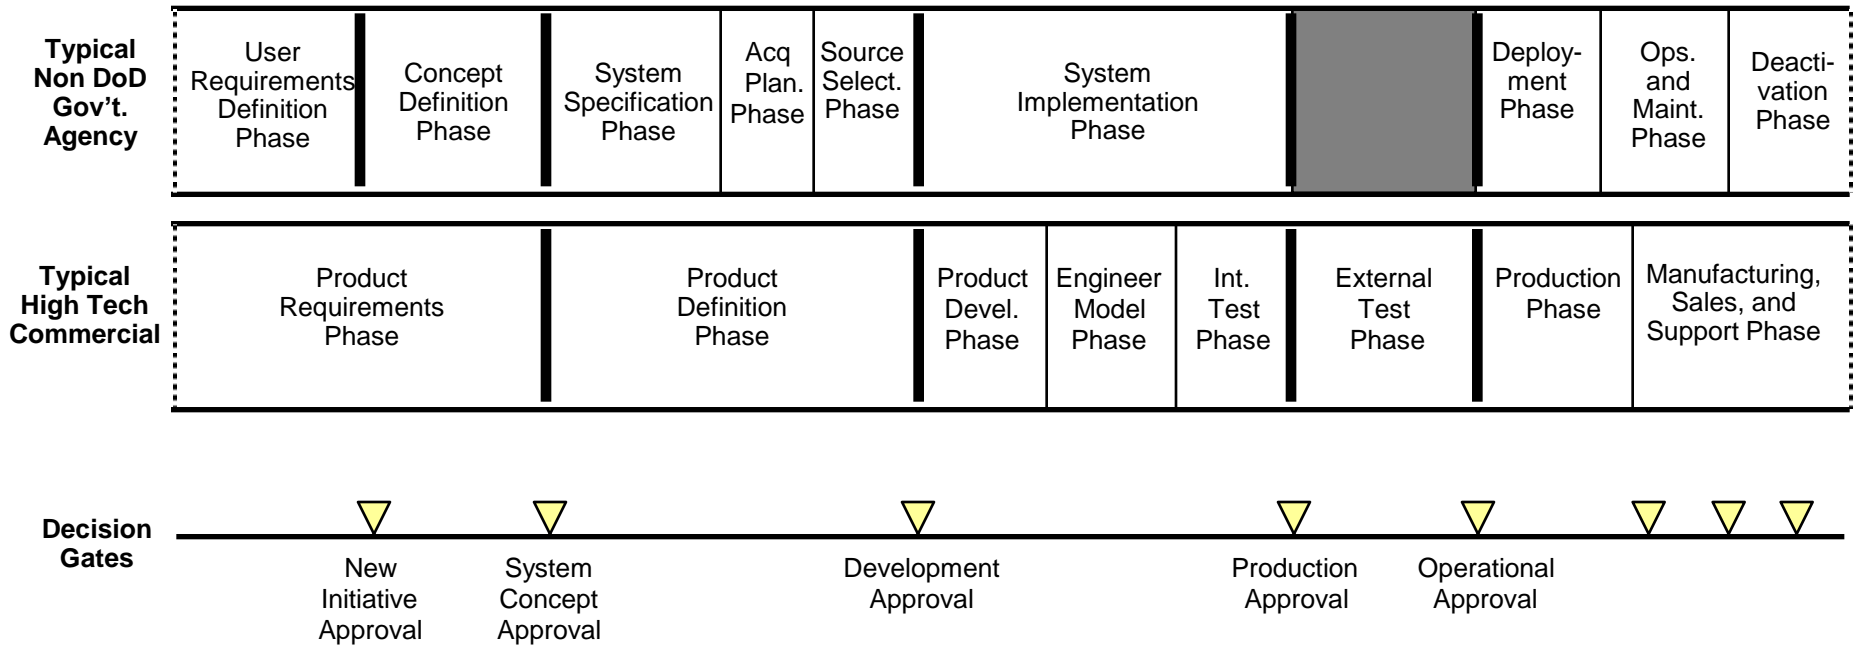 Typical
Non DoD
Gov't.
Agency
User
Requirements
Definition
Phase
Concept
Definition
Phase
System
Specification
Phase
Acq
Plan.
Phase
Source
Select.
Phase
System
Implementation
Phase
Deploy-
ment
Phase
Ops.
and
Maint.
Phase
Deacti-
vation
Phase
Typical
High Tech
Commercial
Product
Requirements
Phase
Product
Definition
Phase
Product
Devel.
Phase
Engineer
Model
Phase
Int.
Test
Phase
External
Test
Phase
Production
Phase
Manufacturing,
Sales, and
Support Phase
Decision
Gates
New
Initiative
Approval
System
Concept
Approval
Development
Approval
Production
Approval
Operational
Approval